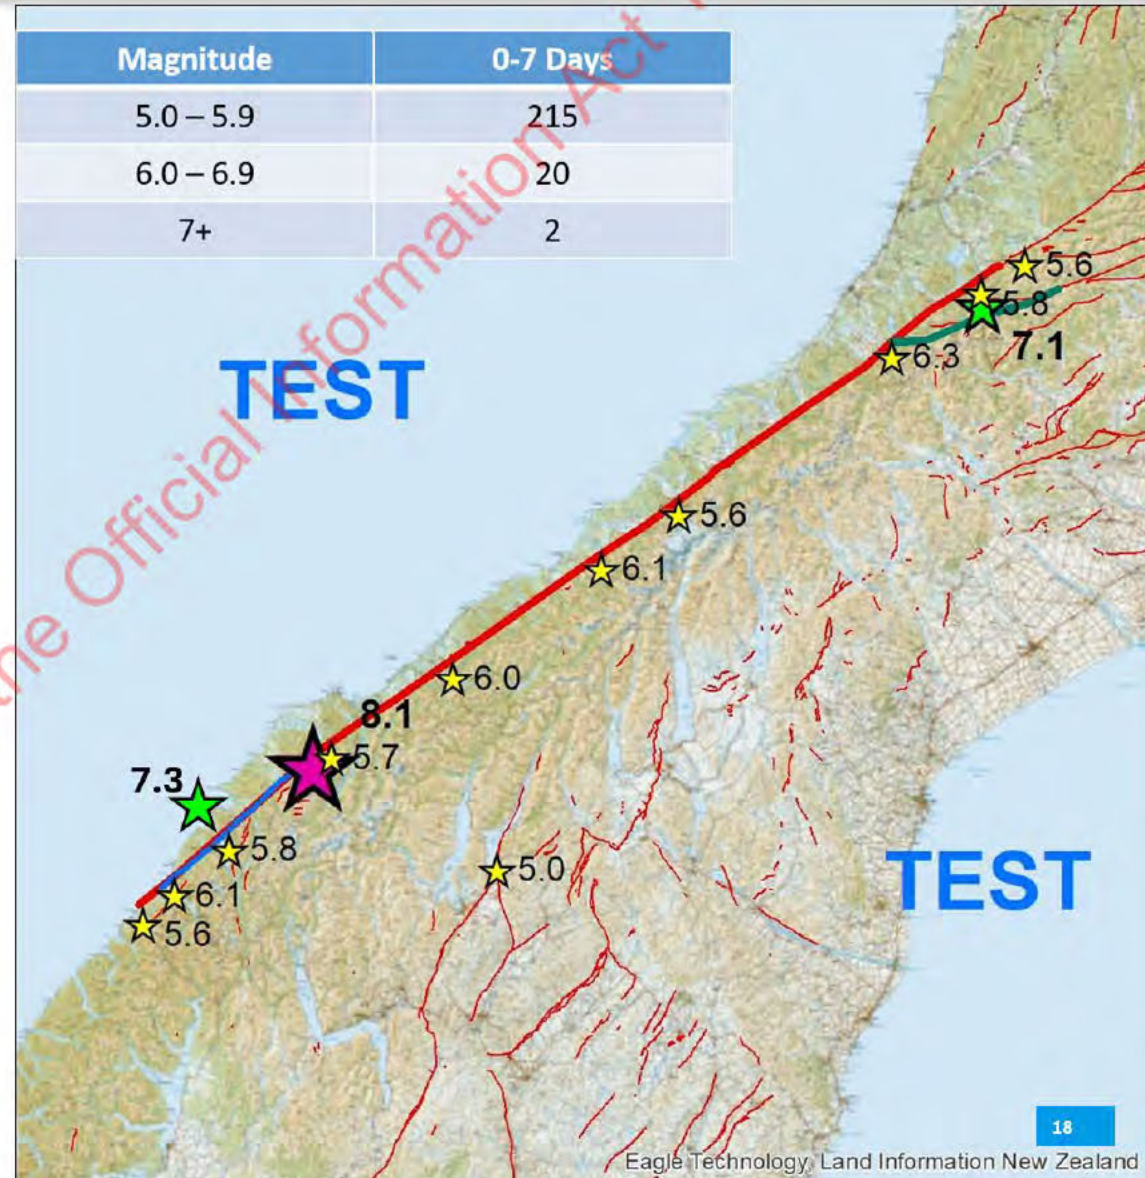 Magnitude 0-7 Days
5.0 – 5.9 215
6.0 – 6.9 20
7+ 2
the Official Information Act
TEST
5.6
5.8
7.1
6.3
5.6
6.1
6.0
8.1
5.7
7.3
5.8
5.0
TEST
6.1
5.6
18
Eagle Technology, Land Information New Zealand